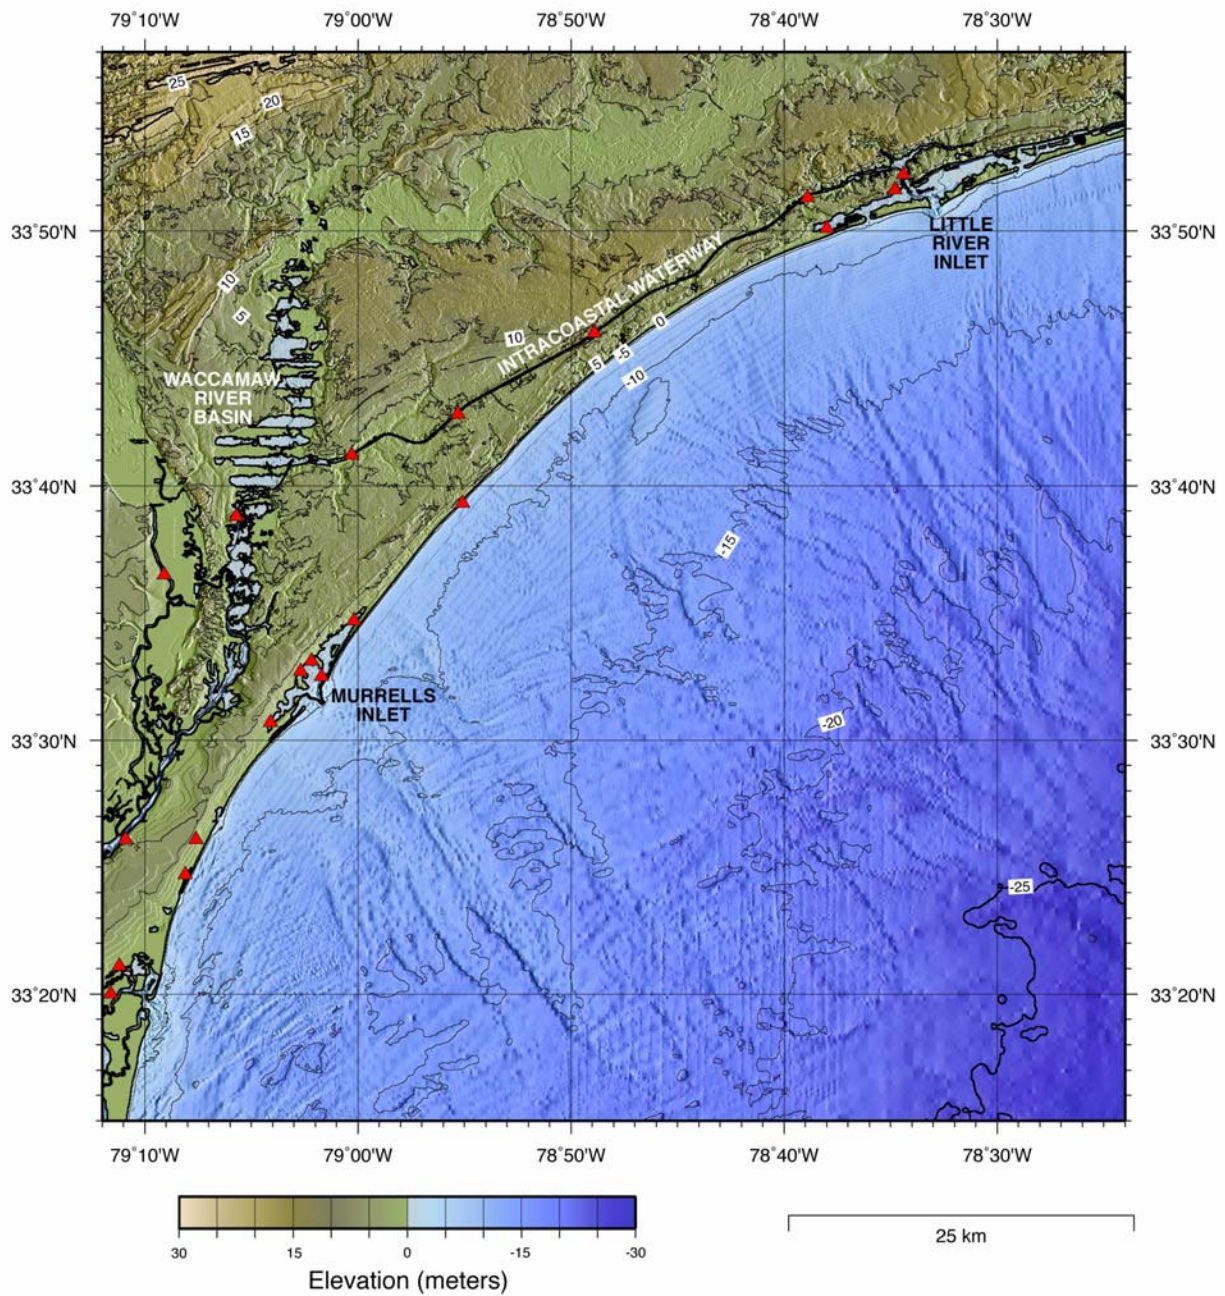 79°10'W 79°00'W 78°50'W 78°40'W 78°30'W
25
20
15
33°50'N 33°50'N
LITTLE
RIVER
INLET
10
5
INTRACOASTAL WATERWAY
0
10
-5
5
-10
WACCAMAW
RIVER
BASIN
33°40'N 33°40'N
-15
MURRELLS
INLET
-20
33°30'N 33°30'N
-25
33°20'N 33°20'N
79°10'W 79°00'W 78°50'W 78°40'W 78°30'W
30 15 0 -15 -30
Elevation (meters)
25 km